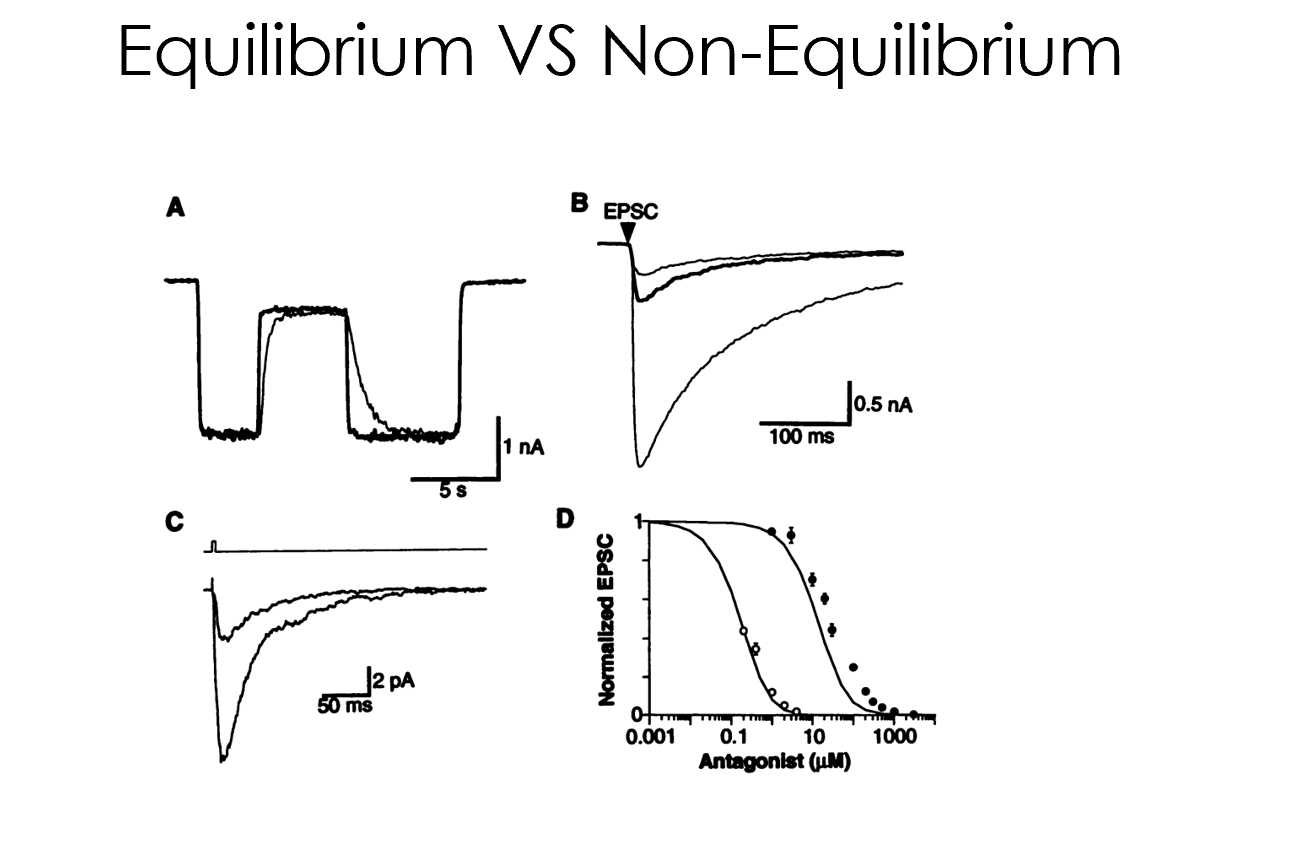 Equilibrium VS Non-Equilibrium
A
1 nA
5 s
B
EPSC
0.5 nA
100 ms
C
2 pA
50 ms
D
Normalized EPSC
1
0
0.001 0.1 10 1000
Antagonist (µM)